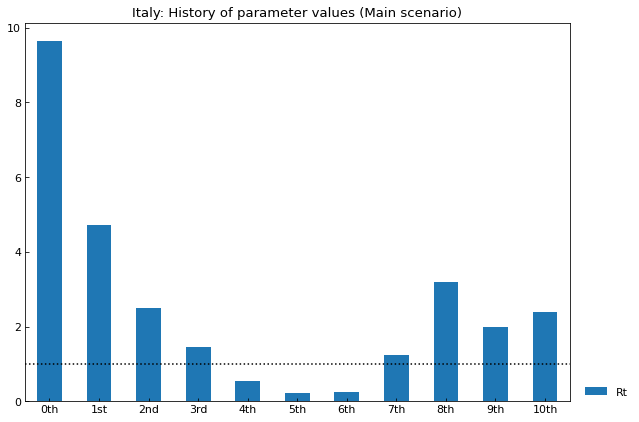 Italy: History of parameter values (Main scenario)
10
8
6
4
2
0
0th 1st 2nd 3rd 4th 5th 6th 7th 8th 9th 10th
Rt